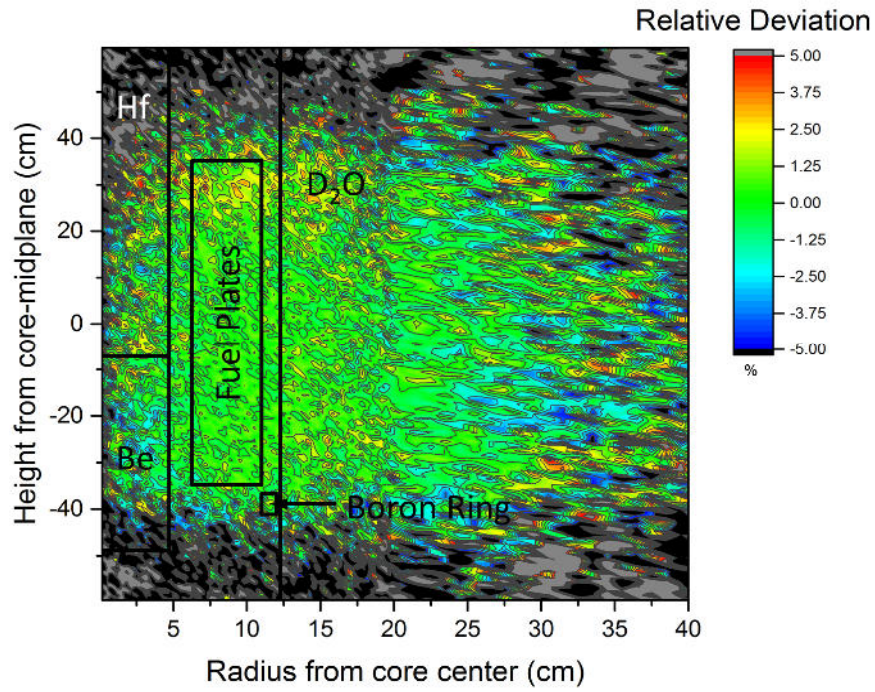 Relative Deviation
5.00
3.75
2.50
1.25
0.00
-1.25
-2.50
-3.75
-5.00
%
Height from core-midplane (cm)
40
20
0
-20
-40
Hf
D₂O
Fuel Plates
Be
Boron Ring
5
10
15
20
25
30
35
40
Radius from core center (cm)